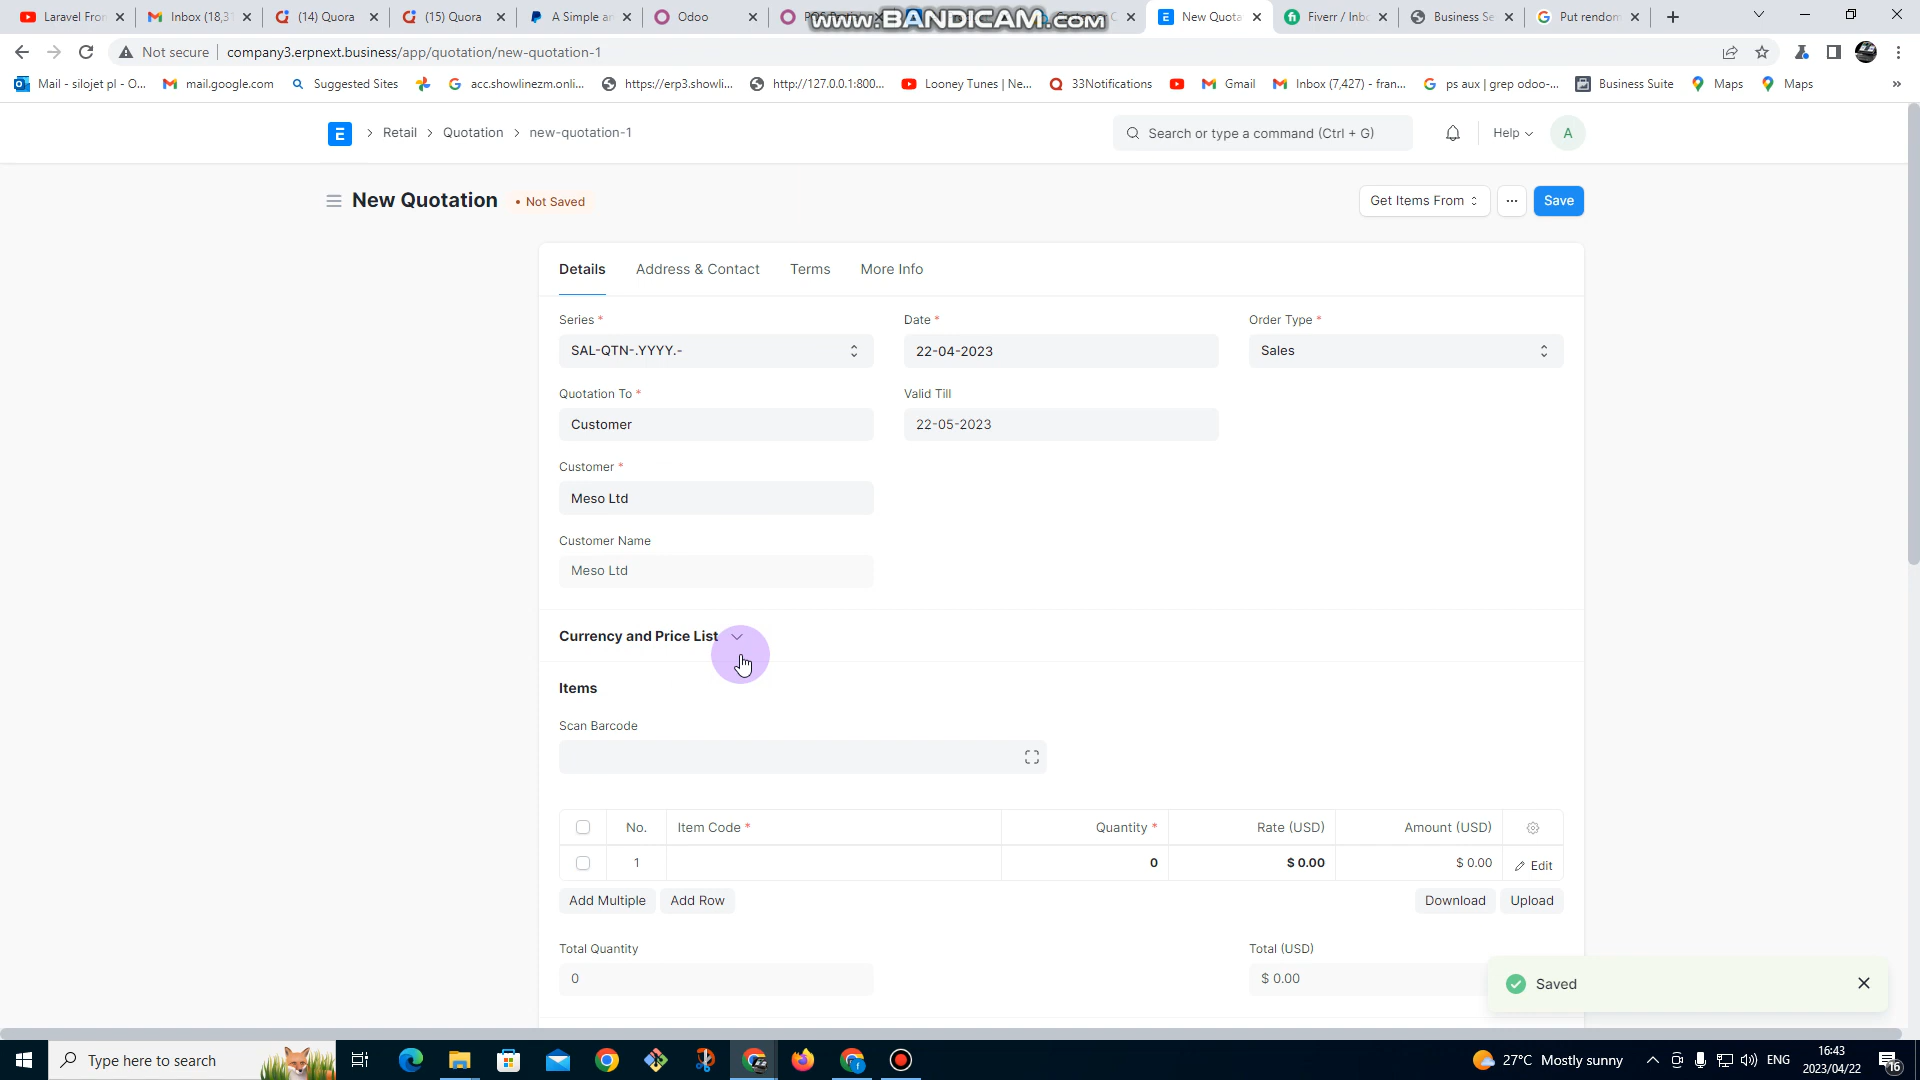 Laravel Fron
Inbox (18,31
(14) Quora
(15) Quora
A Simple an
Odoo
www.BANDICAM.com
New Quota
Fiverr / Inbo
Business Se
Put rendom
Not secure
company3.erpnext.business/app/quotation/new-quotation-1
Mail - silojet pl - O...
mail.google.com
Suggested Sites
acc.showlinezm.onli...
https://erp3.showli...
http://127.0.0.1:800...
Looney Tunes | Ne...
33Notifications
Gmail
Inbox (7,427) - fran...
ps aux | grep odoo-...
Business Suite
Maps
Maps
»
E
Retail
Quotation
new-quotation-1
Search or type a command (Ctrl + G)
Help
A
New Quotation
• Not Saved
Get Items From
Save
Details
Address & Contact
Terms
More Info
Series *
Date *
Order Type *
SAL-QTN-.YYYY.-
22-04-2023
Sales
Quotation To *
Valid Till
Customer
22-05-2023
Customer *
Meso Ltd
Customer Name
Meso Ltd
Currency and Price List
Items
Scan Barcode
No.
Item Code *
Quantity *
Rate (USD)
Amount (USD)
1
0
$ 0.00
$ 0.00
Edit
Add Multiple
Add Row
Download
Upload
Total Quantity
Total (USD)
0
$ 0.00
Saved
Type here to search
27°C Mostly sunny
ENG
16:43
2023/04/22
16